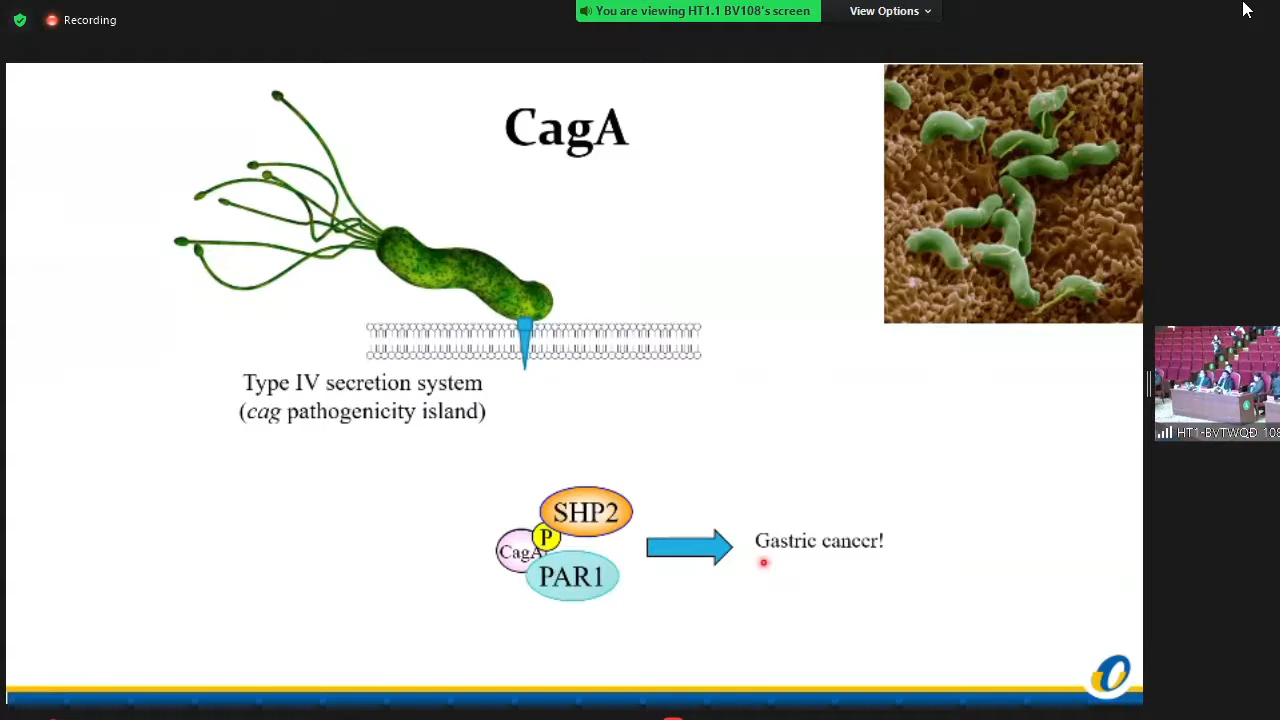 Recording
You are viewing HT1.1 BV108's screen
View Options
CagA
Type IV secretion system
(cag pathogenicity island)
SHP2
P
CagA
PAR1
Gastric cancer!
HT1-BVTWQĐ 108